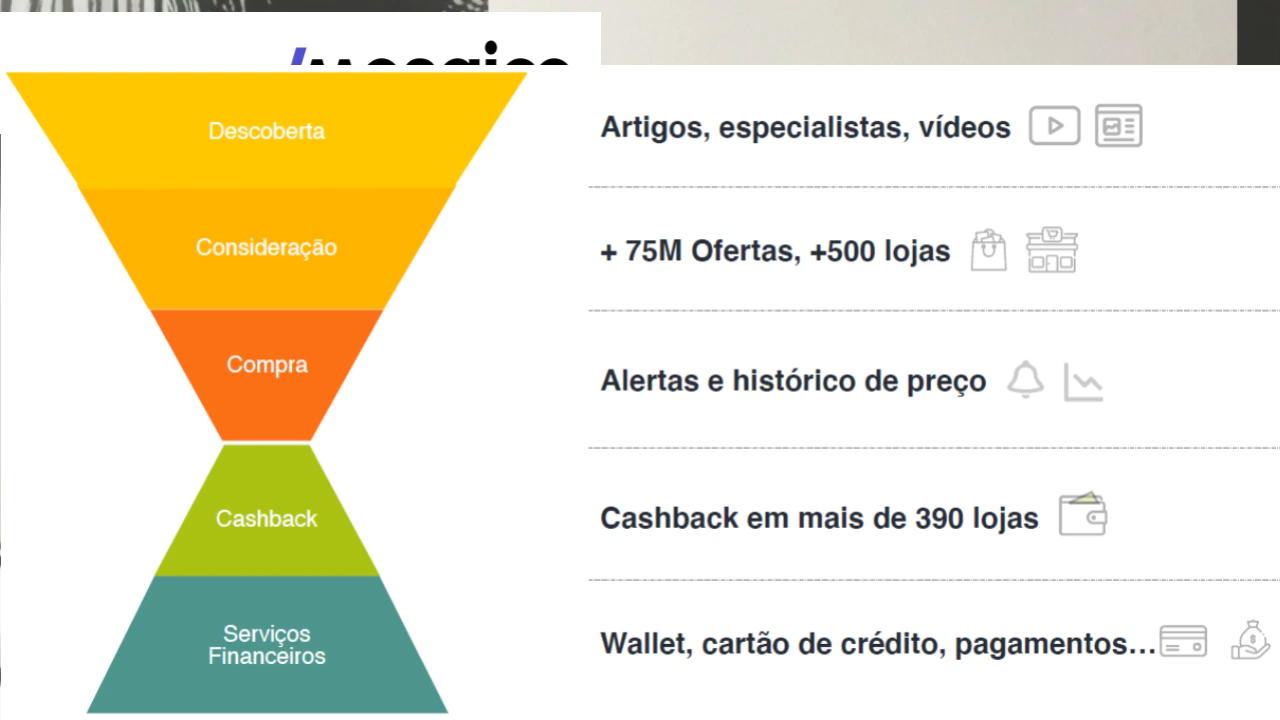 Descoberta
Artigos, especialistas, vídeos
Consideração
+ 75M Ofertas, +500 lojas
Compra
Alertas e histórico de preço
Cashback
Cashback em mais de 390 lojas
Serviços
Financeiros
Wallet, cartão de crédito, pagamentos...